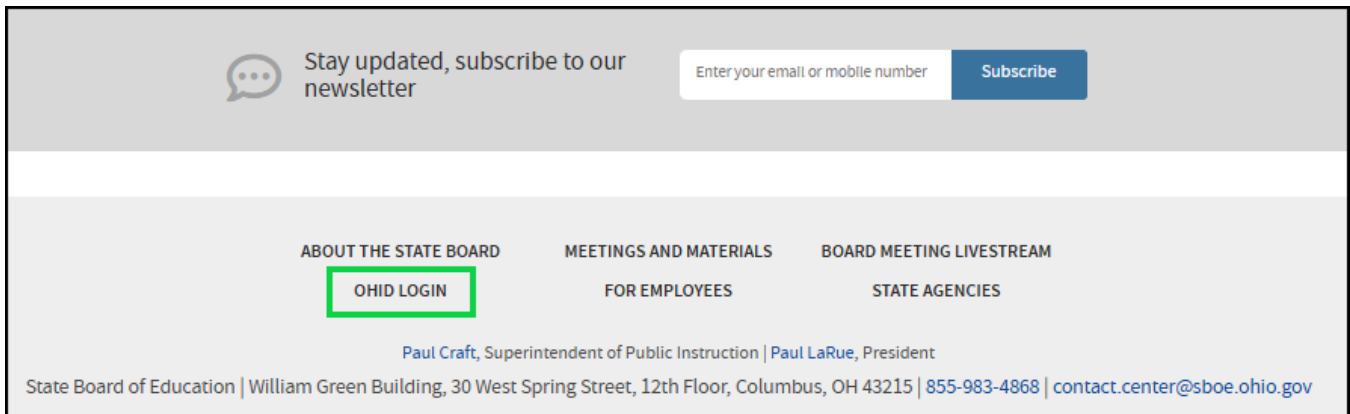 Stay updated, subscribe to our
newsletter
Enter your email or mobile number
Subscribe
ABOUT THE STATE BOARD
MEETINGS AND MATERIALS
BOARD MEETING LIVESTREAM
OHID LOGIN
FOR EMPLOYEES
STATE AGENCIES
Paul Craft, Superintendent of Public Instruction | Paul LaRue, President
State Board of Education | William Green Building, 30 West Spring Street, 12th Floor, Columbus, OH 43215 | 855-983-4868 | contact.center@sboe.ohio.gov